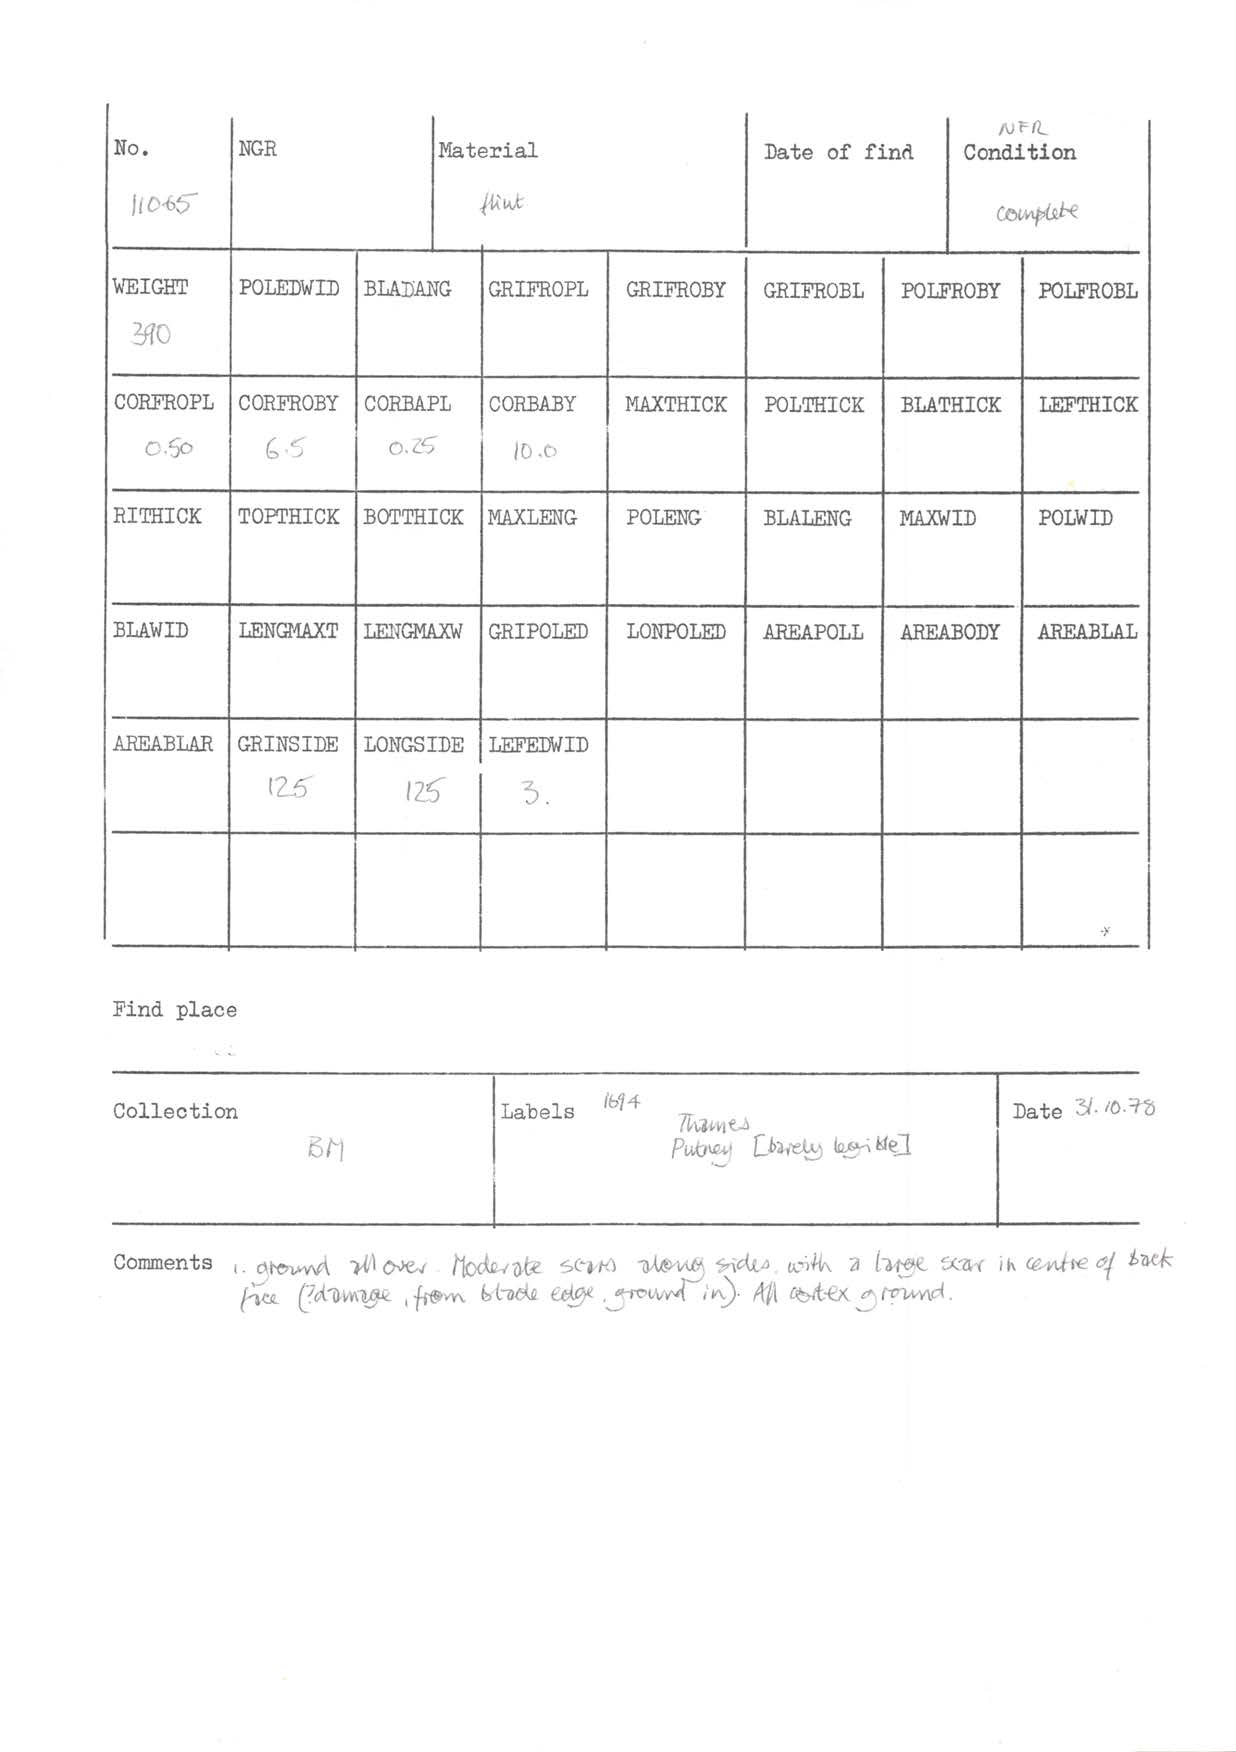 NFR
No. NGR Material Date of find Condition
11065 flint complete
WEIGHT POLEDWID BLADANG GRIFROPL GRIFROBY GRIFROBL POLFROBY POLFROBL
390
CORFROPL CORFROBY CORBAPL CORBABY MAXTHICK POLTHICK BLATHICK LEFTHICK
0.50 6.5 0.25 10.0
RITHICK TOPTHICK BOTTHICK MAXLENG POLENG BLALENG MAXWID POLWID
BLAWID LENGMAXT LENGMAXW GRIPOLED LONPOLED AREAPOLL AREABODY AREABLAL
AREABLAR GRINSIDE LONGSIDE LEFEDWID
125 125 3.
Find place
Collection Labels 1694 Date 31.10.78
Thames
BM Putney [barely legible]
Comments 1. ground all over. Moderate scars along sides, with a large scar in centre of back
face (?damage, from blade edge, ground in). All cortex ground.